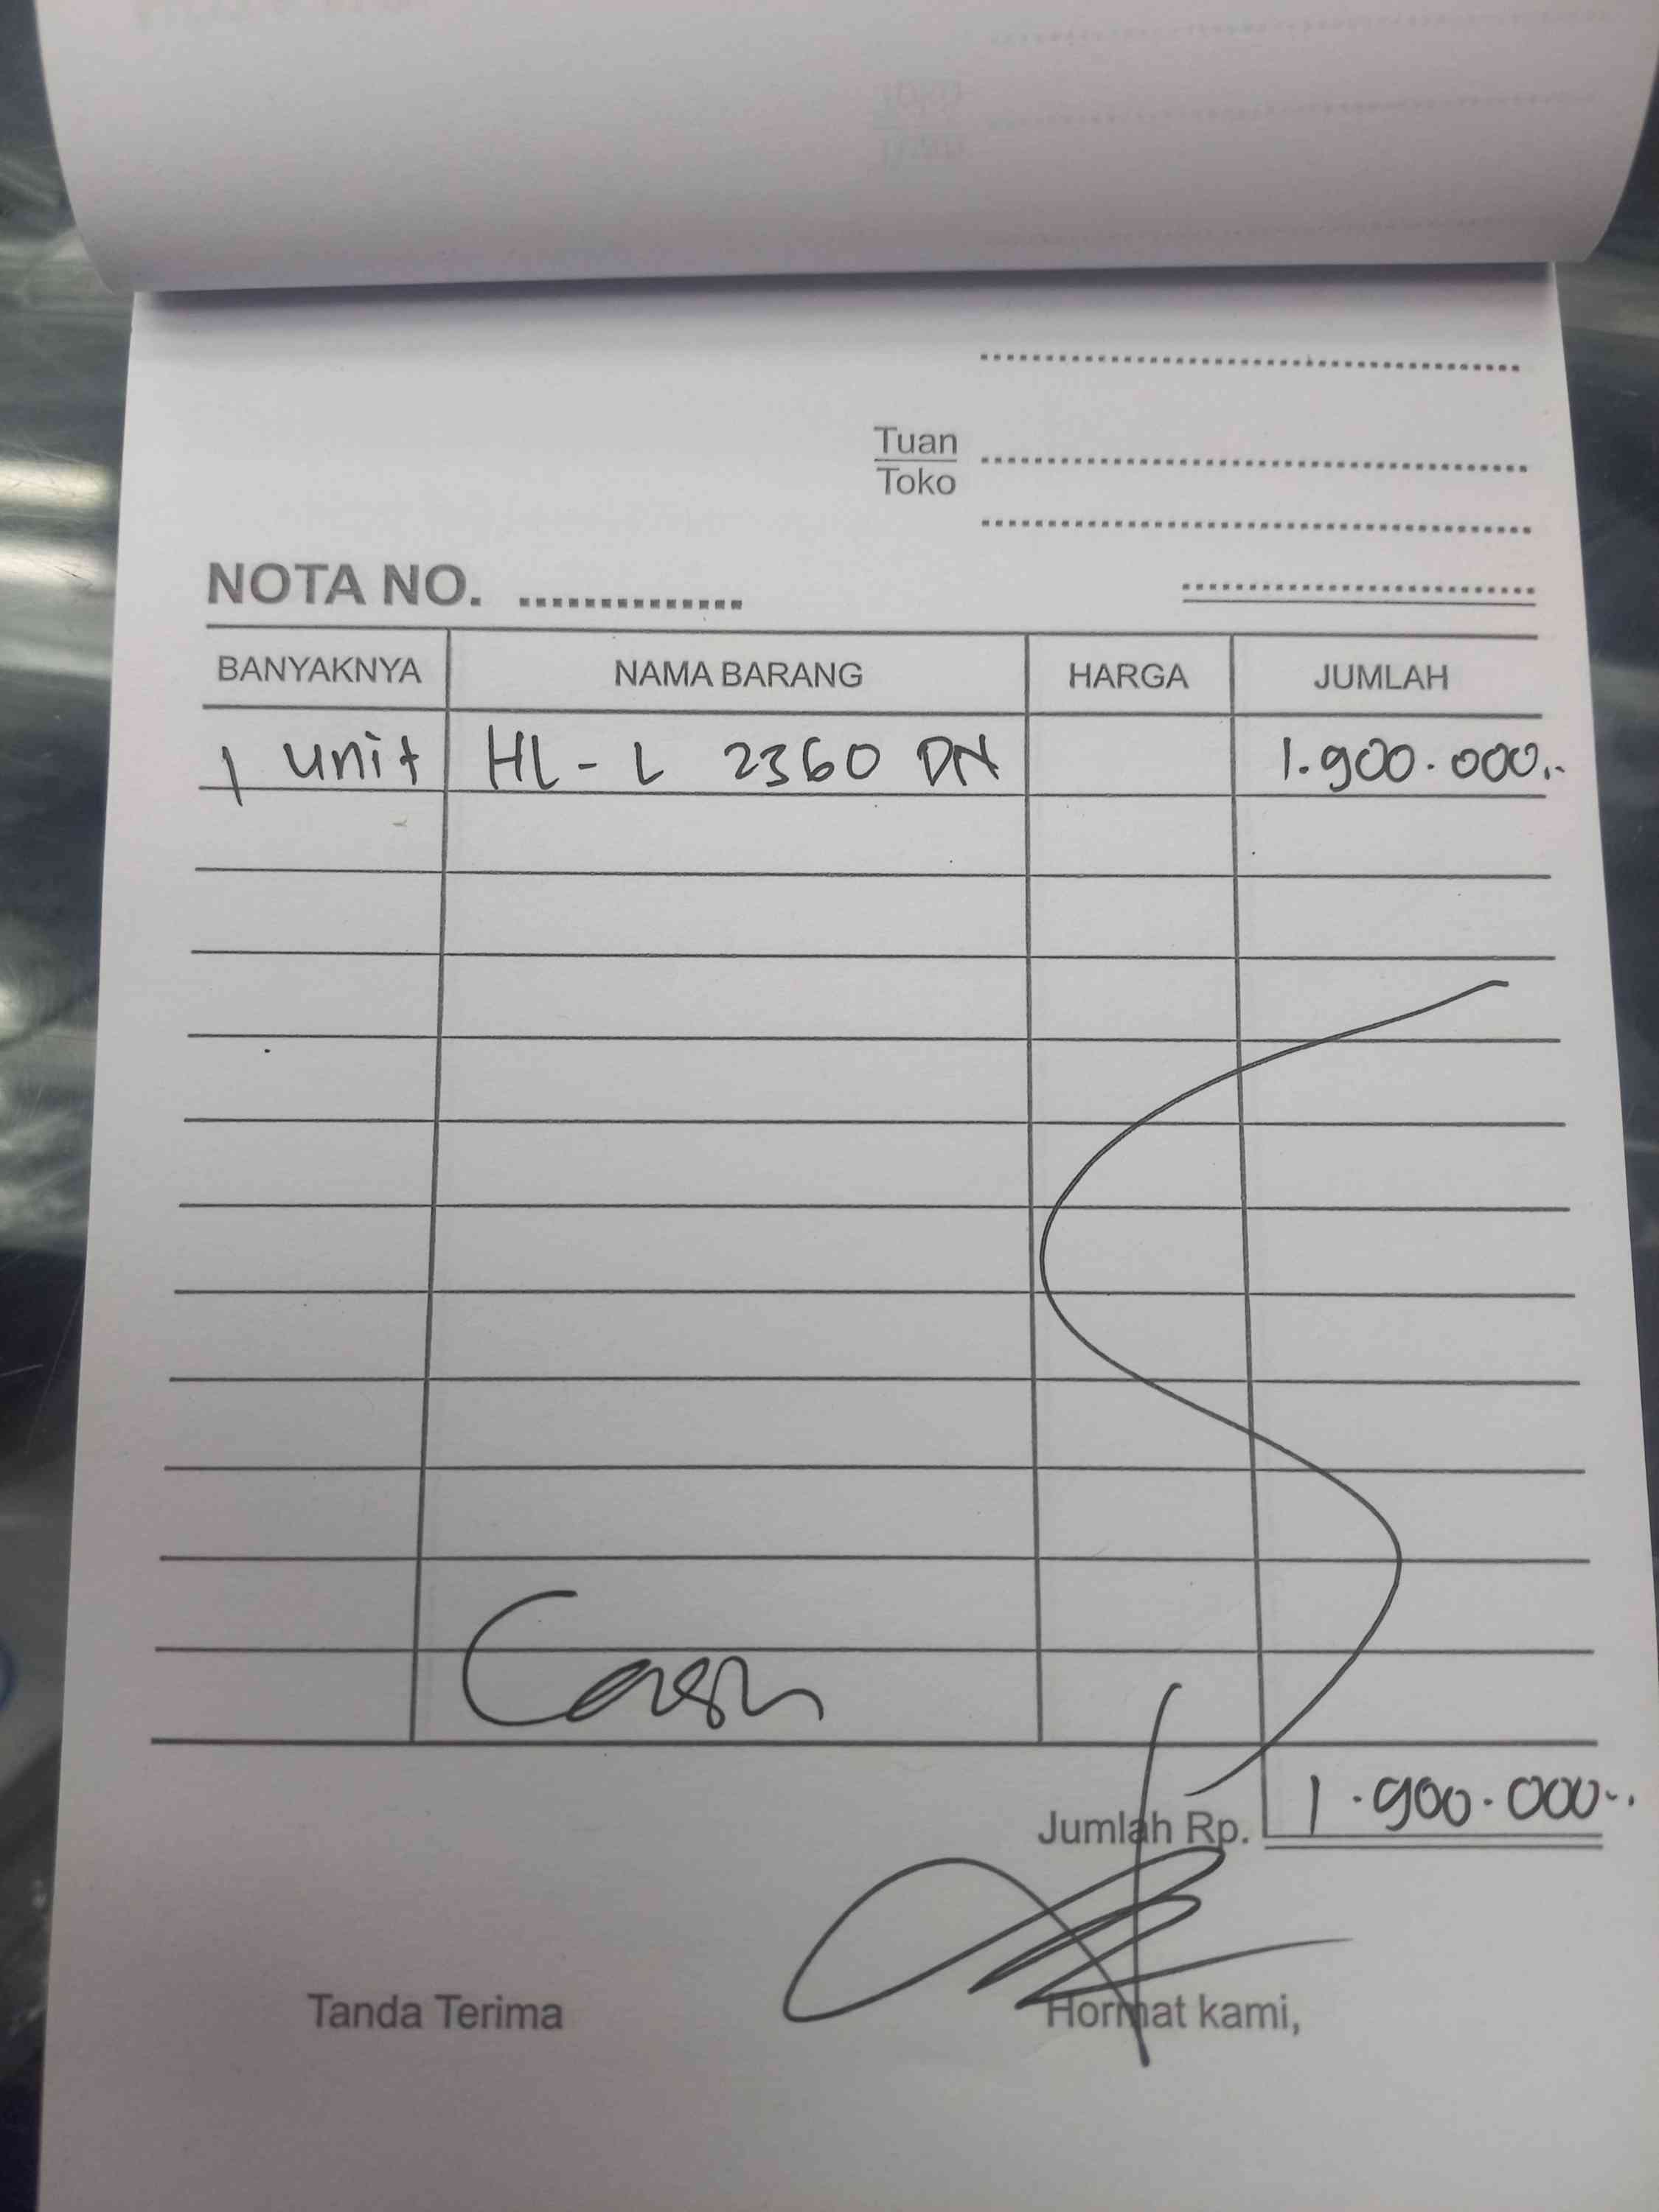 Tuan
Toko
NOTA NO. ..............
BANYAKNYA NAMA BARANG HARGA JUMLAH
1 unit HL - L 2360 DN 1.900.000.-
Cash
Jumlah Rp. 1.900.000.-
Tanda Terima Hormat kami,